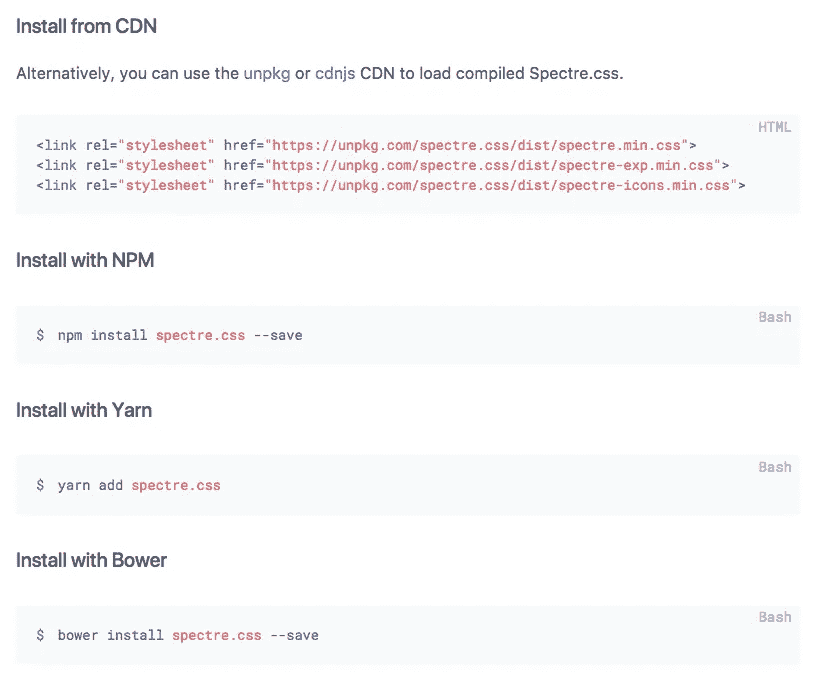 Install from CDN
Alternatively, you can use the unpkg or cdnjs CDN to load compiled Spectre.css.
HTML
<link rel="stylesheet" href="https://unpkg.com/spectre.css/dist/spectre.min.css">
<link rel="stylesheet" href="https://unpkg.com/spectre.css/dist/spectre-exp.min.css">
<link rel="stylesheet" href="https://unpkg.com/spectre.css/dist/spectre-icons.min.css">
Install with NPM
Bash
$ npm install spectre.css --save
Install with Yarn
Bash
$ yarn add spectre.css
Install with Bower
Bash
$ bower install spectre.css --save